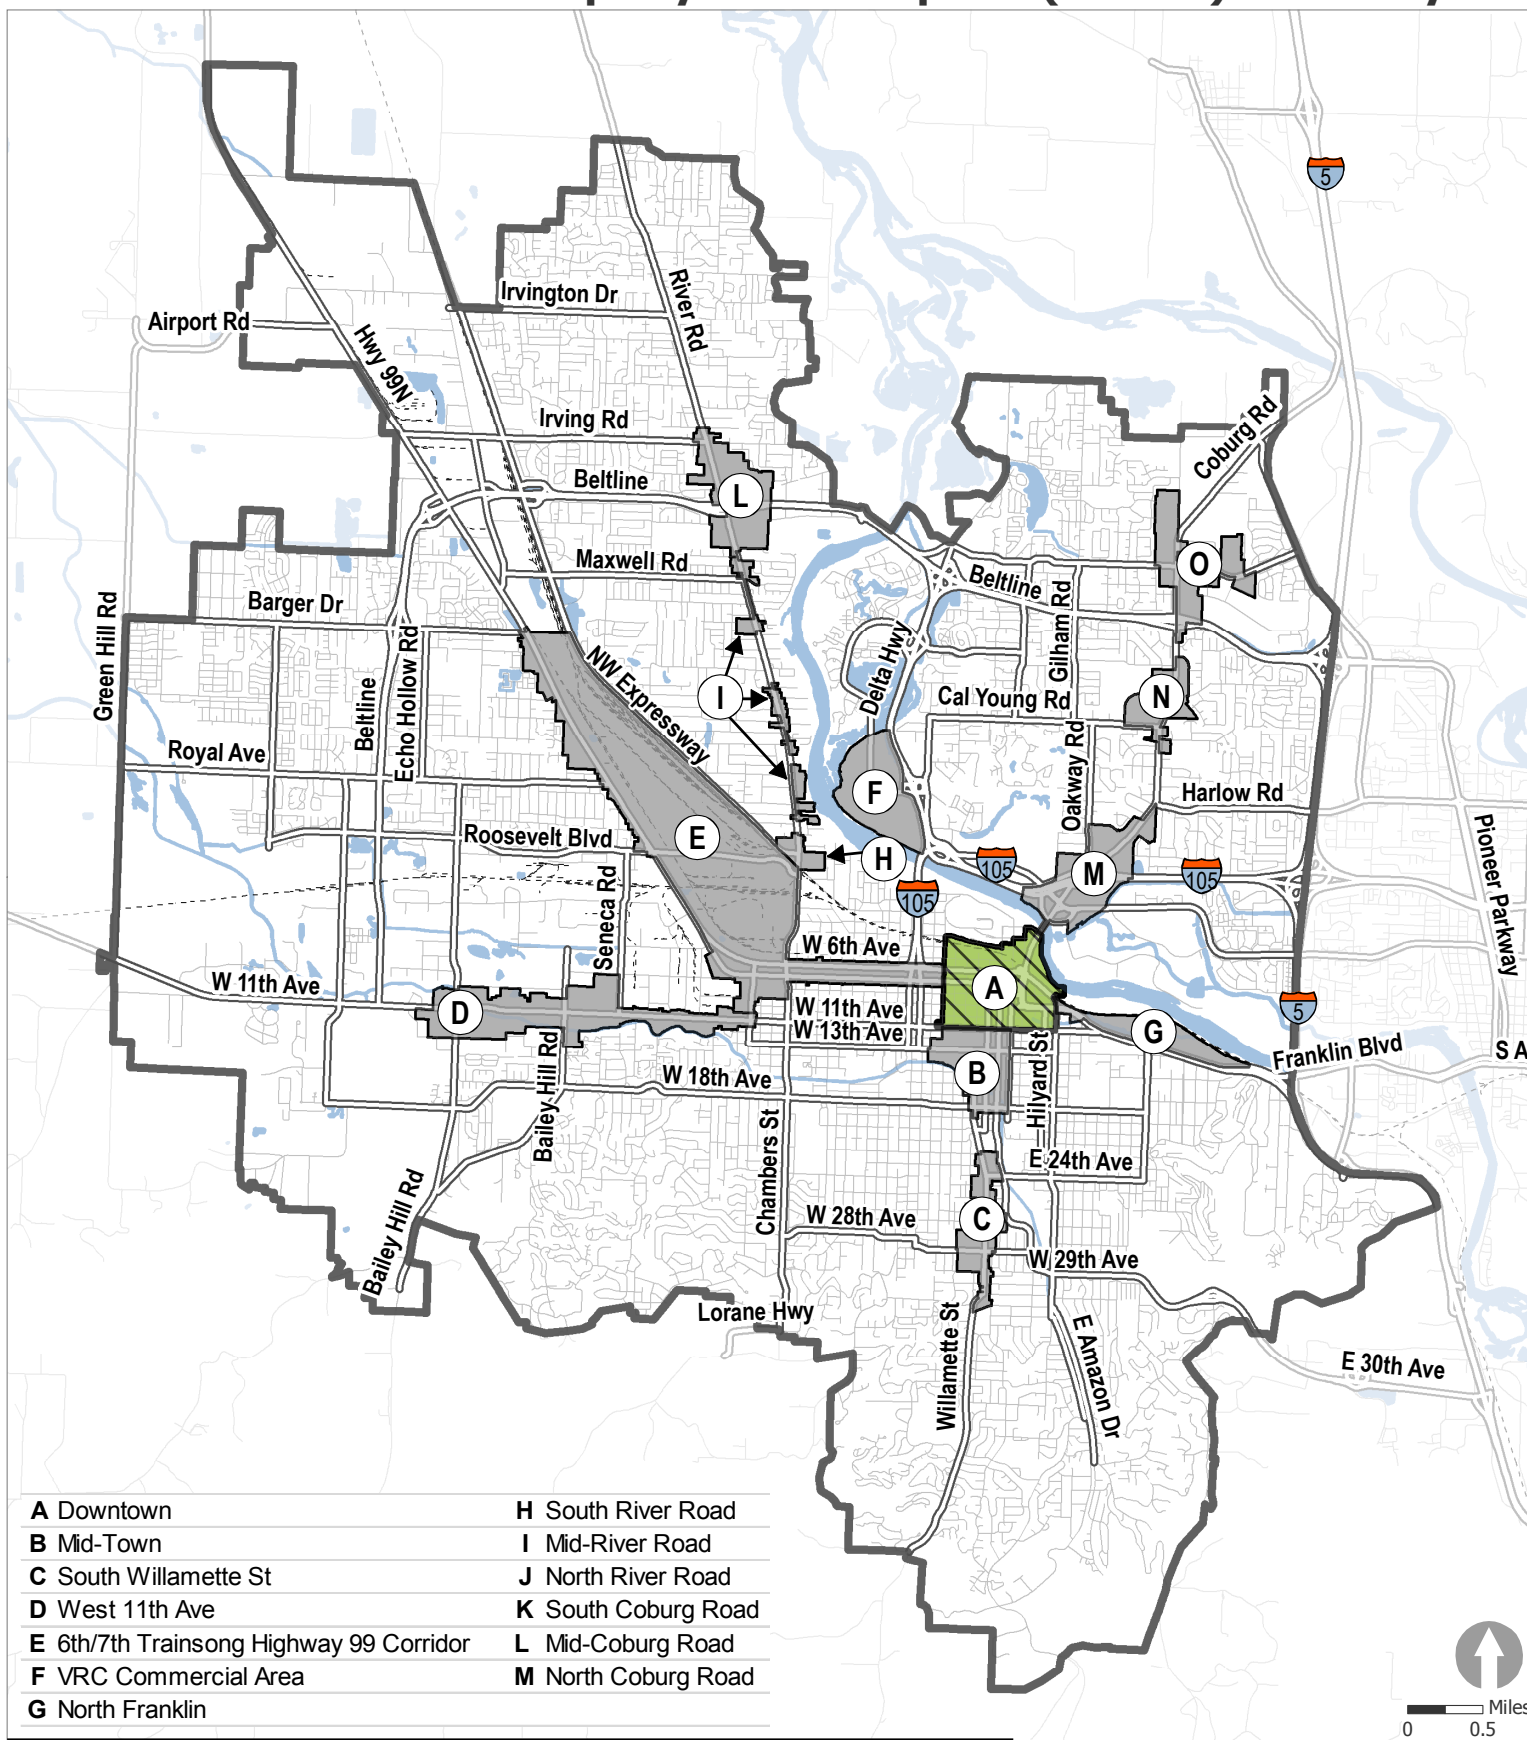 5
Irvington Dr
River Rd
Airport Rd
Hwy 99N
Irving Rd
Coburg Rd
Beltline
L
Maxwell Rd
O
Beltline
Barger Dr
Gilham Rd
Green Hill Rd
Echo Hollow Rd
Delta Hwy
NW Expressway
Beltline
I
Cal Young Rd
N
Royal Ave
Oakway Rd
F
Harlow Rd
Roosevelt Blvd
E
H
105
M
105
Pioneer Parkway
105
Seneca Rd
W 6th Ave
W 11th Ave
A
D
W 11th Ave
5
W 13th Ave
G
Franklin Blvd
S A
Bailey Hill Rd
Hilyard St
W 18th Ave
B
E 24th Ave
Chambers St
Bailey Hill Rd
W 28th Ave
C
W 29th Ave
Lorane Hwy
Willamette St
E Amazon Dr
E 30th Ave
A Downtown
B Mid-Town
C South Willamette St
D West 11th Ave
E 6th/7th Trainsong Highway 99 Corridor
F VRC Commercial Area
G North Franklin
H South River Road
I Mid-River Road
J North River Road
K South Coburg Road
L Mid-Coburg Road
M North Coburg Road
Miles
0 0.5